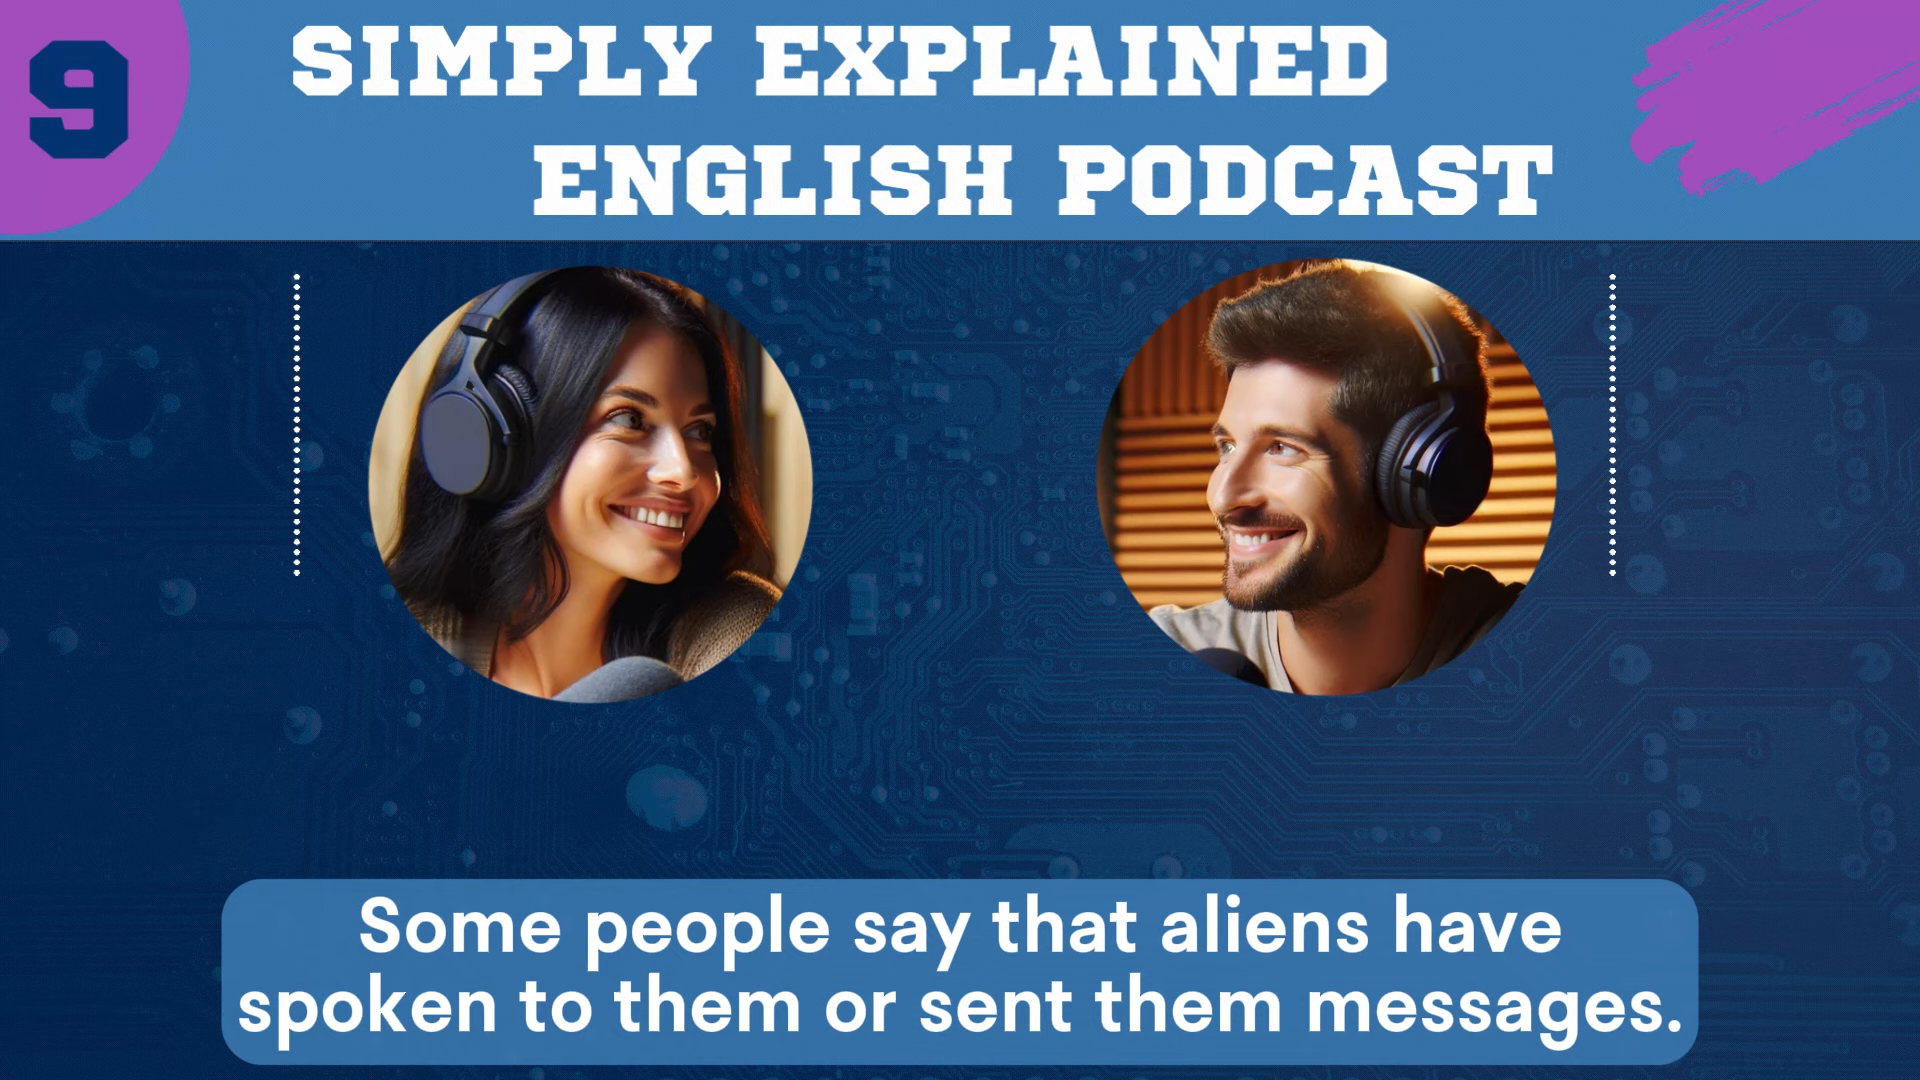 9
SIMPLY EXPLAINED
ENGLISH PODCAST
Some people say that aliens have
spoken to them or sent them messages.